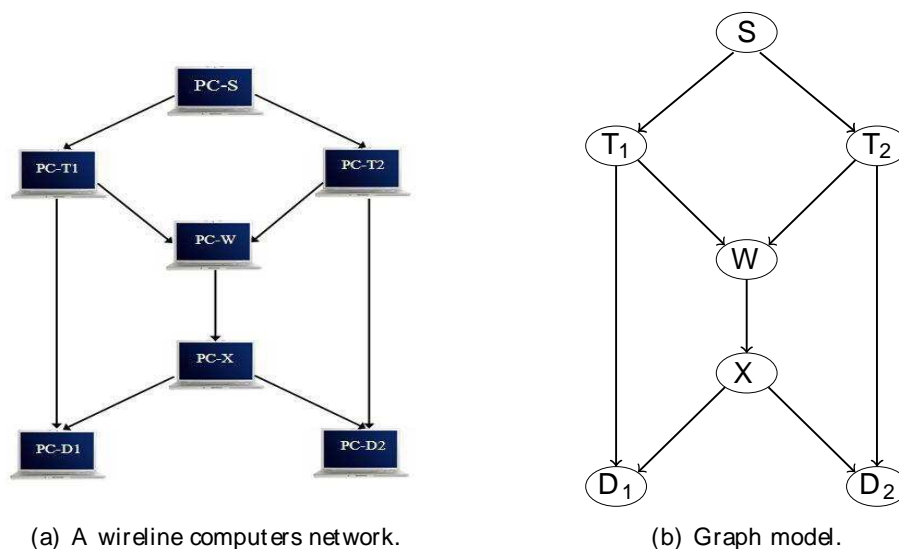 PC-S
PC-T1
PC-T2
PC-W
PC-X
PC-D1
PC-D2
(a) A wireline computers network.
S
T1
T2
W
X
D1
D2
(b) Graph model.